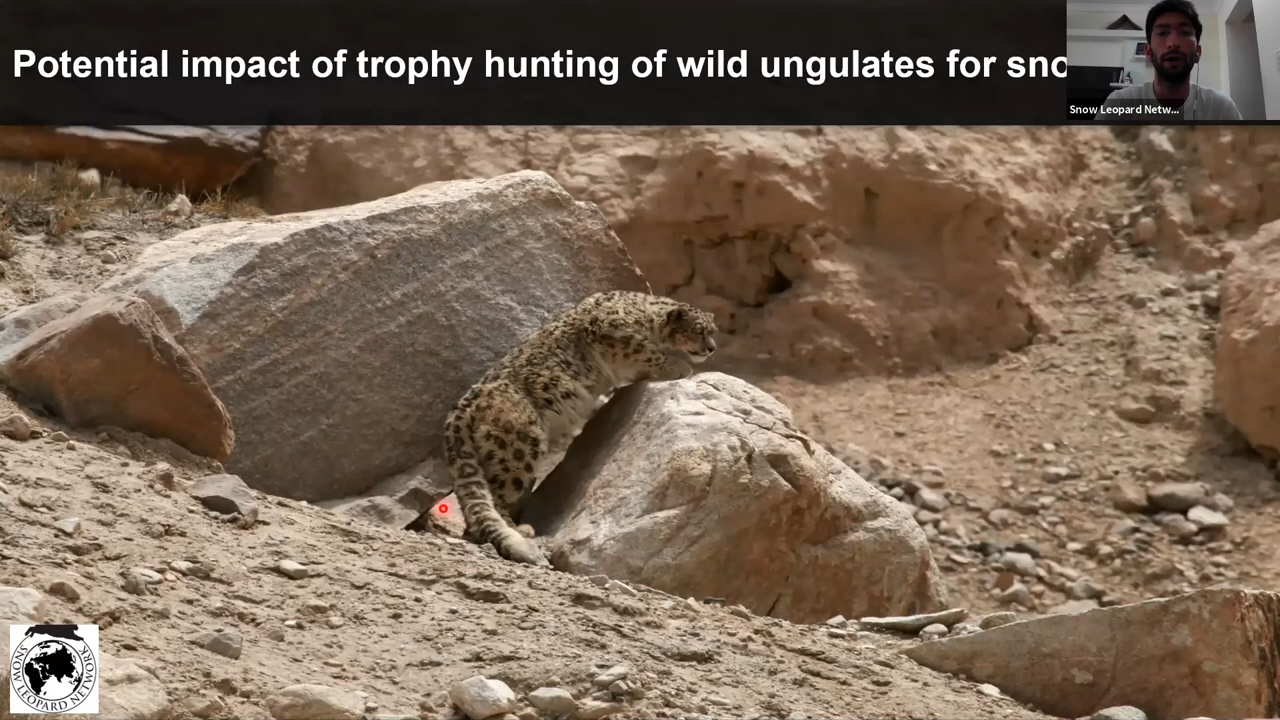 Potential impact of trophy hunting of wild ungulates for sno
Snow Leopard Netw...
SNOW LEOPARD NETWORK